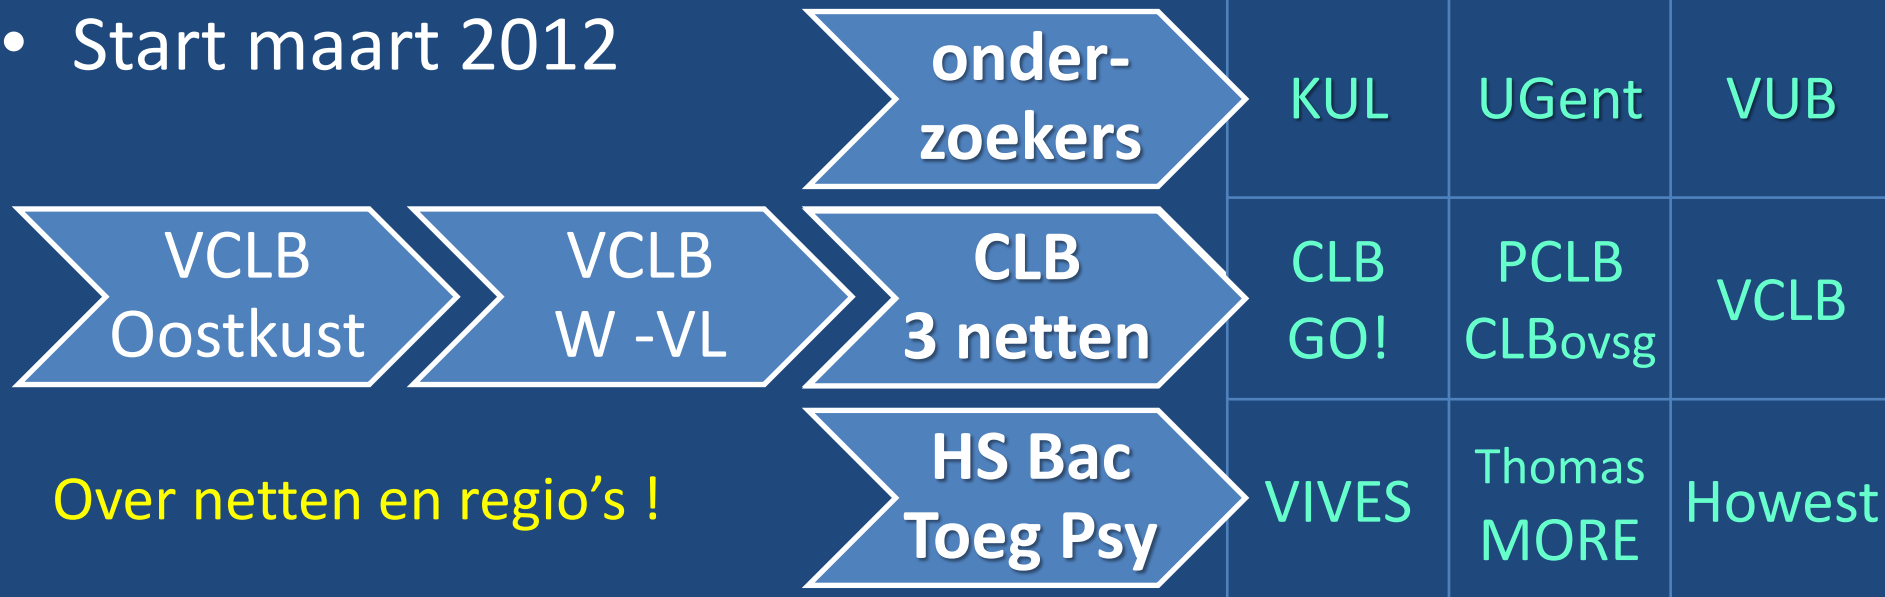 • Start maart 2012
onder-
zoekers
KUL
UGent
VUB
VCLB
Oostkust
VCLB
W -VL
CLB
3 netten
CLB
GO!
PCLB
CLBovsg
VCLB
Over netten en regio’s !
HS Bac
Toeg Psy
VIVES
Thomas
MORE
Howest